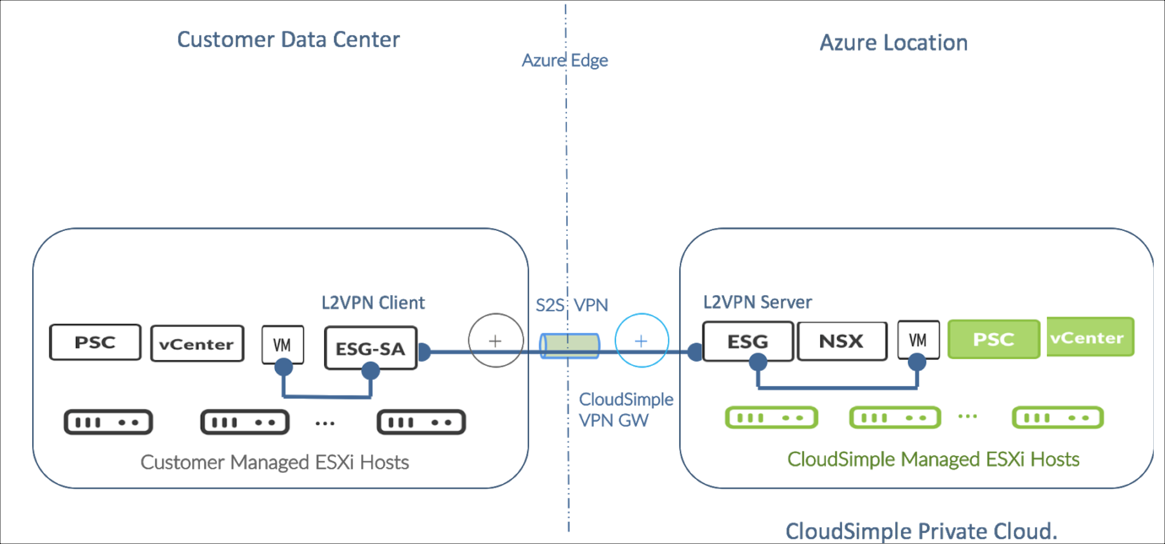 Customer Data Center
Azure Location
Azure Edge
S2S VPN
L2VPN Client
L2VPN Server
PSC
vCenter
VM
ESG-SA
ESG
NSX
VM
PSC
vCenter
CloudSimple
VPN GW
...
...
Customer Managed ESXi Hosts
CloudSimple Managed ESXi Hosts
CloudSimple Private Cloud.